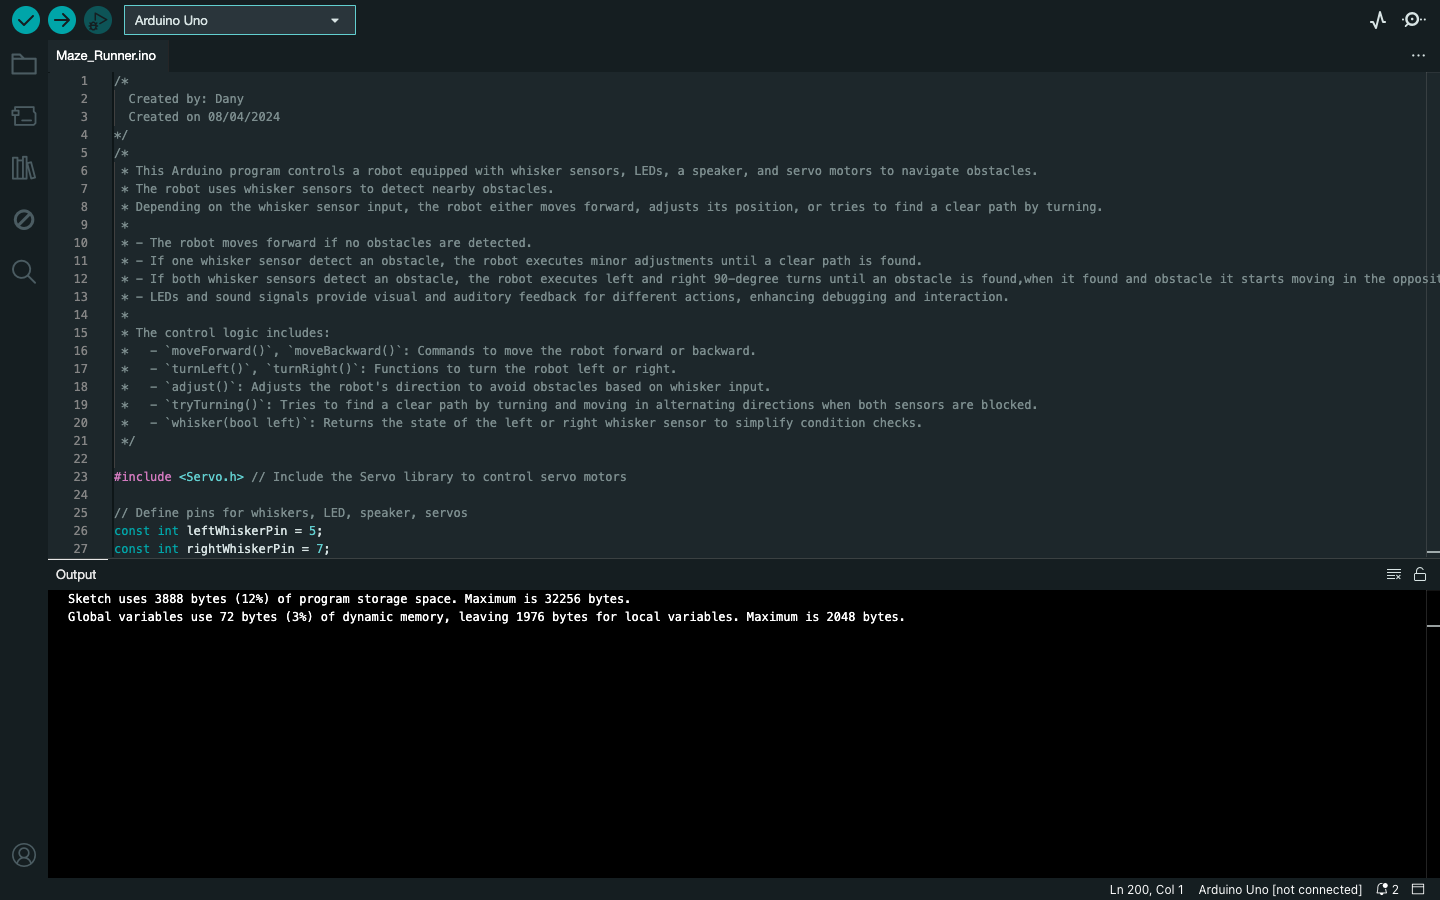 Arduino Uno
Maze_Runner.ino
1 /*
2   Created by: Dany
3   Created on 08/04/2024
4 */
5 /*
6  * This Arduino program controls a robot equipped with whisker sensors, LEDs, a speaker, and servo motors to navigate obstacles.
7  * The robot uses whisker sensors to detect nearby obstacles.
8  * Depending on the whisker sensor input, the robot either moves forward, adjusts its position, or tries to find a clear path by turning.
9  *
10  * - The robot moves forward if no obstacles are detected.
11  * - If one whisker sensor detect an obstacle, the robot executes minor adjustments until a clear path is found.
12  * - If both whisker sensors detect an obstacle, the robot executes left and right 90-degree turns until an obstacle is found,when it found and obstacle it starts moving in the opposit
13  * - LEDs and sound signals provide visual and auditory feedback for different actions, enhancing debugging and interaction.
14  *
15  * The control logic includes:
16  *   - `moveForward()`, `moveBackward()`: Commands to move the robot forward or backward.
17  *   - `turnLeft()`, `turnRight()`: Functions to turn the robot left or right.
18  *   - `adjust()`: Adjusts the robot's direction to avoid obstacles based on whisker input.
19  *   - `tryTurning()`: Tries to find a clear path by turning and moving in alternating directions when both sensors are blocked.
20  *   - `whisker(bool left)`: Returns the state of the left or right whisker sensor to simplify condition checks.
21  */
22
23 #include <Servo.h> // Include the Servo library to control servo motors
24
25 // Define pins for whiskers, LED, speaker, servos
26 const int leftWhiskerPin = 5;
27 const int rightWhiskerPin = 7;
Output
Sketch uses 3888 bytes (12%) of program storage space. Maximum is 32256 bytes.
Global variables use 72 bytes (3%) of dynamic memory, leaving 1976 bytes for local variables. Maximum is 2048 bytes.
Ln 200, Col 1 Arduino Uno [not connected] 2